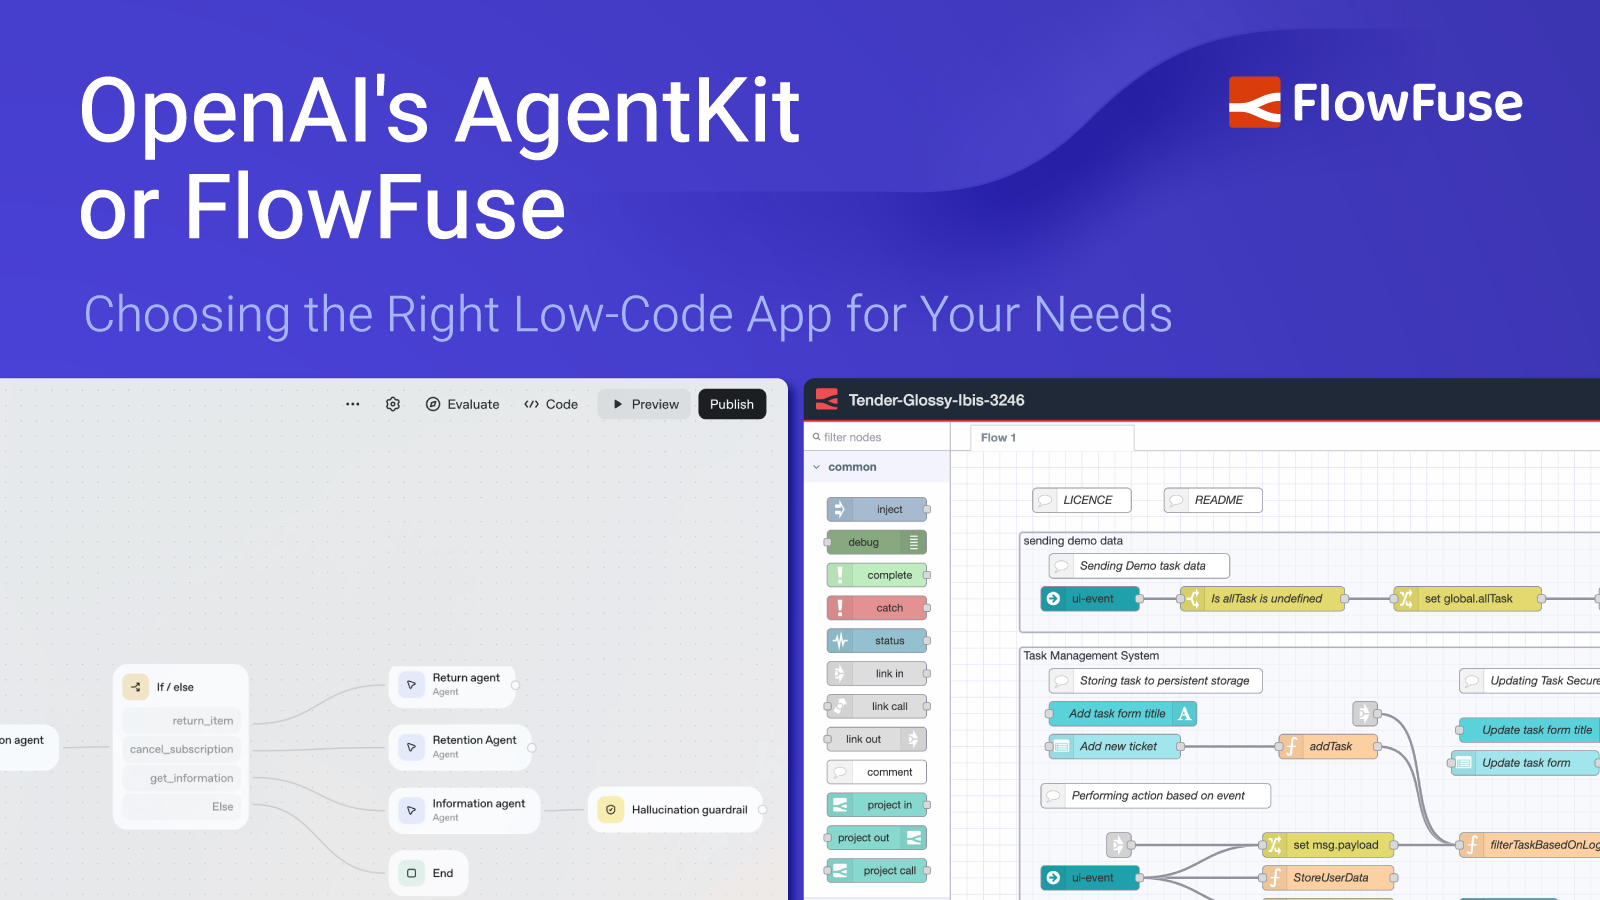 OpenAI's AgentKit
or FlowFuse
FlowFuse
Choosing the Right Low-Code App for Your Needs
Evaluate
Code
Preview
Publish
on agent
If / else
return_item
cancel_subscription
get_information
Else
Return agent
Agent
Retention Agent
Agent
Information agent
Agent
Hallucination guardrail
End
Tender-Glossy-Ibis-3246
filter nodes
common
inject
debug
complete
catch
status
link in
link call
link out
comment
project in
project out
project call
Flow 1
LICENCE
README
sending demo data
Sending Demo task data
ui-event
Is allTask is undefined
set global.allTask
Task Management System
Storing task to persistent storage
Updating Task Secure
Add task form titile
Update task form title
Add new ticket
addTask
Update task form
Performing action based on event
set msg.payload
filterTaskBasedOnLog
ui-event
StoreUserData